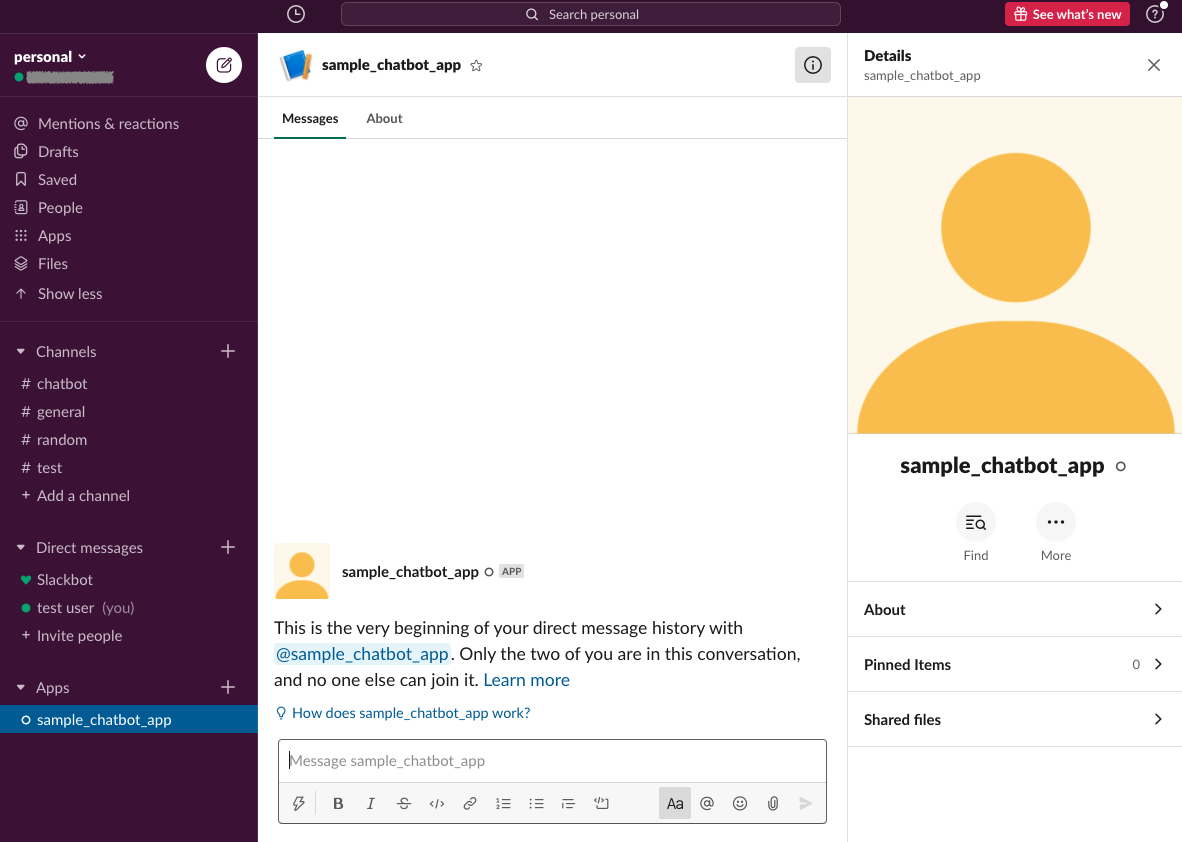 Search personal
See what's new
personal
Mentions & reactions
Drafts
Saved
People
Apps
Files
Show less
Channels
# chatbot
# general
# random
# test
+ Add a channel
Direct messages
Slackbot
test user (you)
+ Invite people
Apps
sample_chatbot_app
sample_chatbot_app
Messages
About
sample_chatbot_app APP
This is the very beginning of your direct message history with
@sample_chatbot_app. Only the two of you are in this conversation,
and no one else can join it. Learn more
How does sample_chatbot_app work?
Message sample_chatbot_app
B I S </> Aa @
Details
sample_chatbot_app
sample_chatbot_app
Find
More
About
Pinned Items 0
Shared files